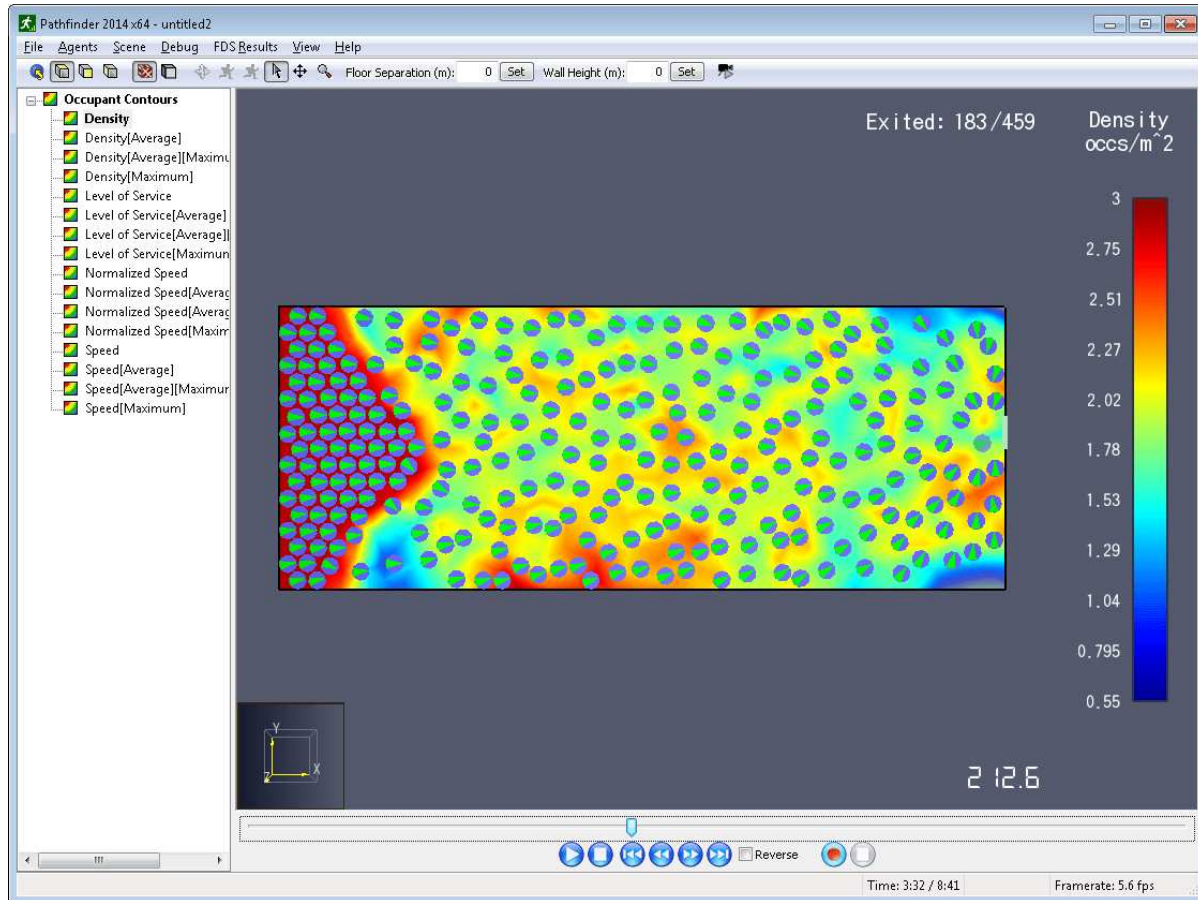 Pathfinder 2014 x64 - untitled2
File Agents Scene Debug FDS Results View Help
Floor Separation (m): 0 Set Wall Height (m): 0 Set
Occupant Contours
Density
Density[Average]
Density[Average][Maximu
Density[Maximum]
Level of Service
Level of Service[Average]
Level of Service[Average][
Level of Service[Maximun
Normalized Speed
Normalized Speed[Averag
Normalized Speed[Averag
Normalized Speed[Maxim
Speed
Speed[Average]
Speed[Average][Maximur
Speed[Maximum]
Exited: 183/459
Density
occs/m^2
3
2.75
2.51
2.27
2.02
1.78
1.53
1.29
1.04
0.795
0.55
Y
Z
X
212.6
Reverse
Time: 3:32 / 8:41
Framerate: 5.6 fps